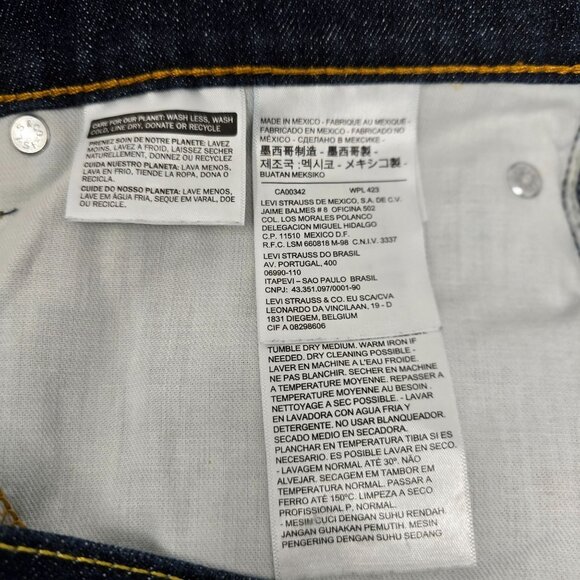 CARE FOR OUR PLANET: WASH LESS, WASH
COLD, LINE DRY, DONATE OR RECYCLE
PRENEZ SOIN DE NOTRE PLANETE: LAVEZ
MOINS, LAVEZ A FROID, LAISSEZ SECHER
NATURELLEMENT, DONNEZ OU RECYCLEZ
CUIDA NUESTRO PLANETA: LAVA MENOS,
LAVA EN FRIO, TIENDE LA ROPA, DONA O
RECICLA
CUIDE DO NOSSO PLANETA: LAVE MENOS,
LAVE EM ÁGUA FRIA, SEQUE EM VARAL, DOE
OU RECICLE
MADE IN MEXICO - FABRIQUE AU MEXIQUE -
FABRICADO EN MEXICO - FABRICADO NO
MÉXICO - СДЕЛАНО В МЕКСИКЕ -
墨西哥制造 - 墨西哥製 -
제조국 :멕시코 - メキシコ製 -
BUATAN MEKSIKO
CA00342 WPL 423
LEVI STRAUSS DE MEXICO, S.A. DE C.V.
JAIME BALMES # 8 OFICINA 502
COL. LOS MORALES POLANCO
DELEGACION MIGUEL HIDALGO
C.P. 11510 MEXICO D.F.
R.F.C. LSM 660818 M-98 C.N.I.V. 3337
LEVI STRAUSS DO BRASIL
AV. PORTUGAL, 400
06990-110
ITAPEVI – SAO PAULO BRASIL
CNPJ: 43.351.097/0001-90
LEVI STRAUSS & CO. EU SCA/CVA
LEONARDO DA VINCILAAN, 19 - D
1831 DIEGEM, BELGIUM
CIF A 08298606
TUMBLE DRY MEDIUM. WARM IRON IF
NEEDED. DRY CLEANING POSSIBLE -
LAVER EN MACHINE A L'EAU FROIDE.
NE PAS BLANCHIR. SECHER EN MACHINE
A TEMPERATURE MOYENNE. REPASSER A
TEMPERATURE MOYENNE AU BESOIN.
NETTOYAGE A SEC POSSIBLE. - LAVAR
EN LAVADORA CON AGUA FRIA Y
DETERGENTE. NO USAR BLANQUEADOR.
SECADO MEDIO EN SECADORA.
PLANCHAR EN TEMPERATURA TIBIA SI ES
NECESARIO. ES POSIBLE LAVAR EN SECO.
- LAVAGEM NORMAL ATÉ 30º. NÃO
ALVEJAR. SECAGEM EM TAMBOR EM
TEMPERATURA NORMAL. PASSAR A
FERRO ATÉ 150ºC. LIMPEZA A SECO
PROFISSIONAL P, NORMAL.
- MESIN CUCI DENGAN SUHU RENDAH.
JANGAN GUNAKAN PEMUTIH. MESIN
PENGERING DENGAN SUHU SEDANG.